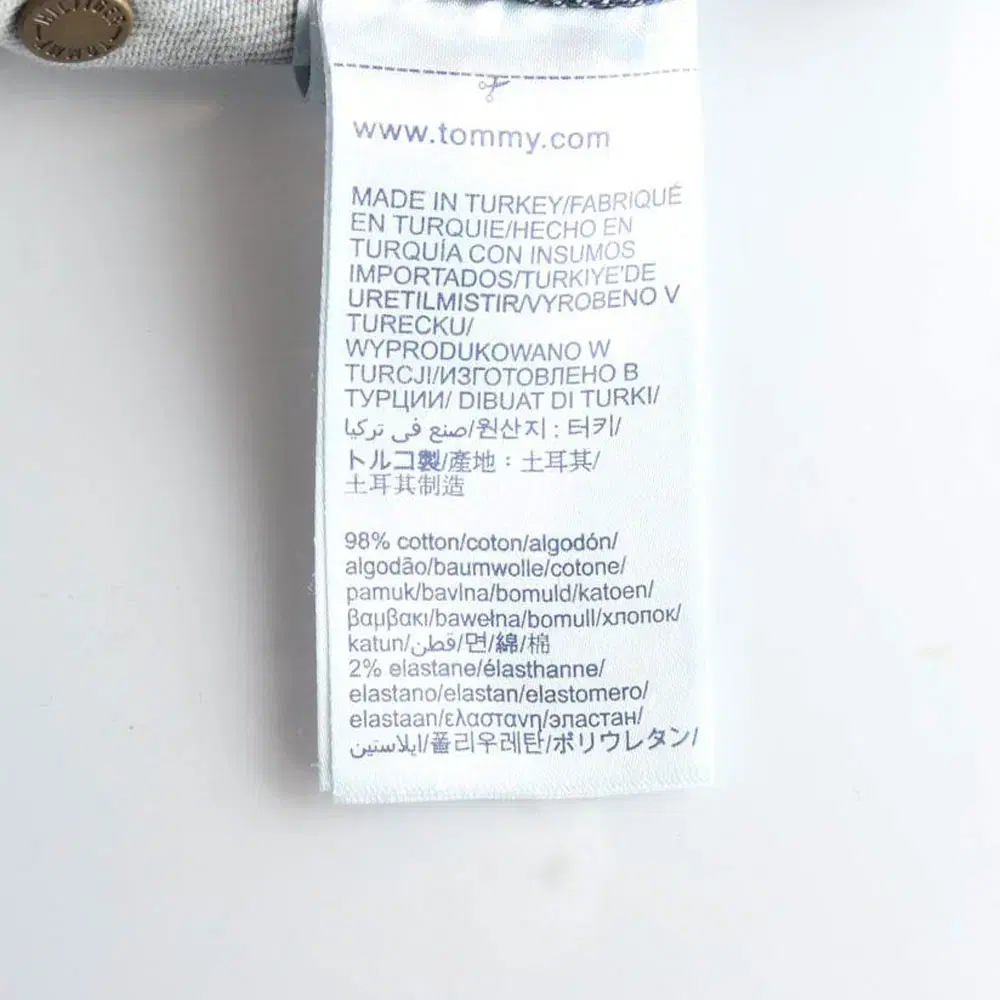 HILFIGER
TOMMY
www.tommy.com
MADE IN TURKEY/FABRIQUÉ
EN TURQUIE/HECHO EN
TURQUÍA CON INSUMOS
IMPORTADOS/TURKIYE'DE
URETILMISTIR/VYROBENO V
TURECKU/
WYPRODUKOWANO W
TURCJI/ИЗГОТОВЛЕНО В
ТУРЦИИ/ DIBUAT DI TURKI/
صنع في تركيا/원산지 : 터키/
トルコ製/產地：土耳其/
土耳其制造
98% cotton/coton/algodón/
algodão/baumwolle/cotone/
pamuk/bavlna/bomuld/katoen/
βαμβακι/bawełna/bomull/хлопок/
katun/قطن/면/綿/棉
2% elastane/élasthanne/
elastano/elastan/elastomero/
elastaan/ελαστανη/эластан/
ايلاستين/폴리우레탄/ポリウレタン/